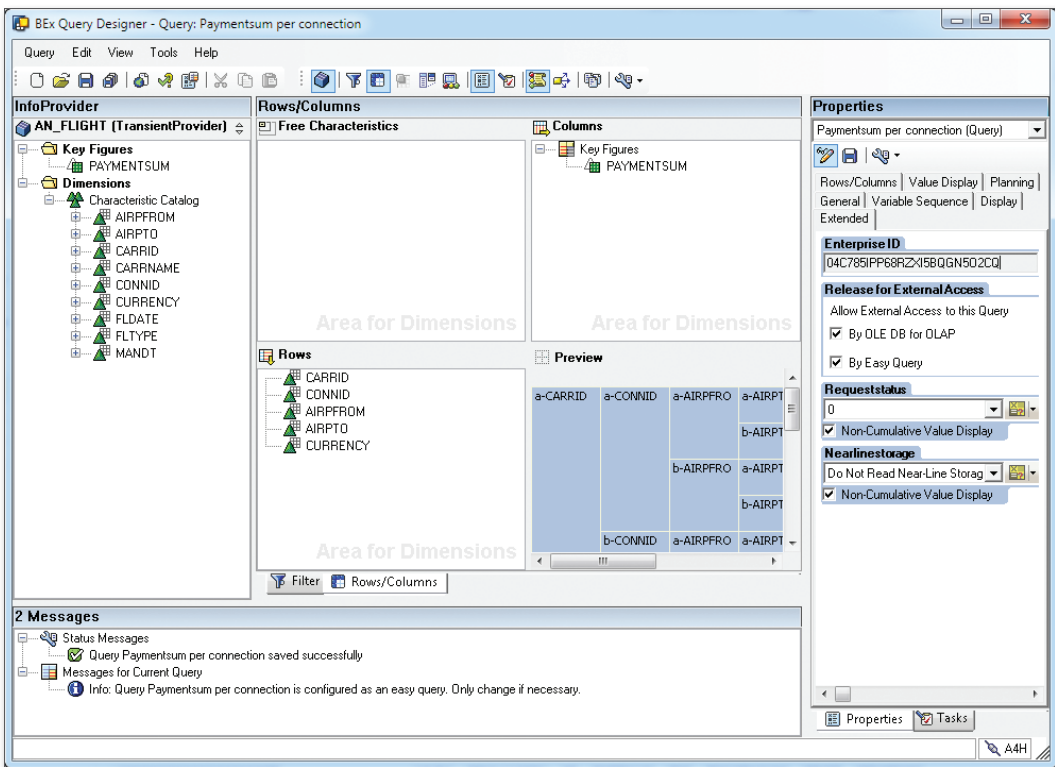 BEx Query Designer - Query: Paymentsum per connection
Query Edit View Tools Help
InfoProvider
AN_FLIGHT (TransientProvider)
Key Figures
PAYMENTSUM
Dimensions
Characteristic Catalog
AIRPFROM
AIRPTO
CARRID
CARRNAME
CONNID
CURRENCY
FLDATE
FLTYPE
MANDT
Rows/Columns
Free Characteristics
Area for Dimensions
Columns
Key Figures
PAYMENTSUM
Area for Dimensions
Rows
CARRID
CONNID
AIRPFROM
AIRPTO
CURRENCY
Area for Dimensions
Preview
a-CARRID a-CONNID a-AIRPFRO a-AIRPT
b-AIRPT
b-AIRPFRO a-AIRPT
b-AIRPT
b-CONNID a-AIRPFRO a-AIRPT
Filter Rows/Columns
Properties
Paymentsum per connection (Query)
Rows/Columns Value Display Planning
General Variable Sequence Display
Extended
Enterprise ID
04C785IPP68RZXI5BQGN5O2CQ
Release for External Access
Allow External Access to this Query
By OLE DB for OLAP
By Easy Query
Requeststatus
0
Non-Cumulative Value Display
Nearlinestorage
Do Not Read Near-Line Storag
Non-Cumulative Value Display
Properties Tasks
2 Messages
Status Messages
Query Paymentsum per connection saved successfully
Messages for Current Query
Info: Query Paymentsum per connection is configured as an easy query. Only change if necessary.
A4H